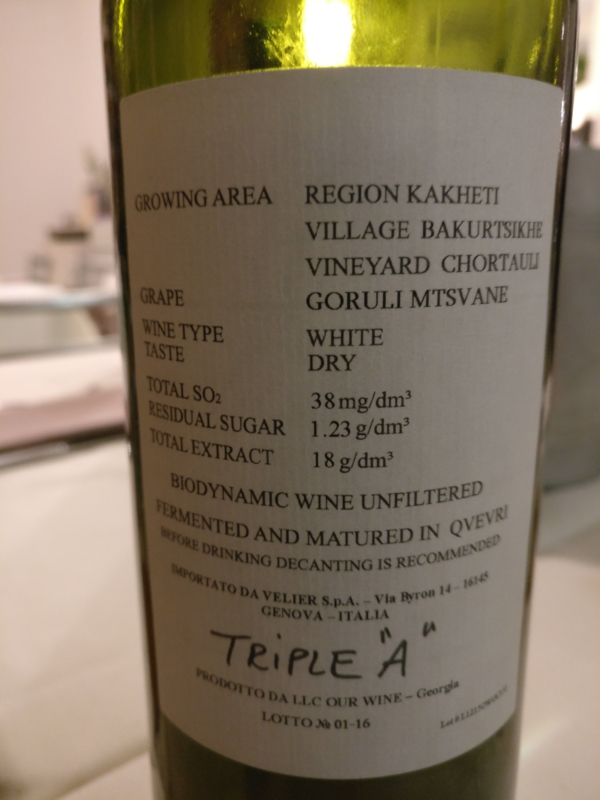 GROWING AREA REGION KAKHETI
VILLAGE BAKURTSIKHE
VINEYARD CHORTAULI
GRAPE GORULI MTSVANE
WINE TYPE WHITE
TASTE DRY
TOTAL SO₂ 38 mg/dm³
RESIDUAL SUGAR 1.23 g/dm³
TOTAL EXTRACT 18 g/dm³
BIODYNAMIC WINE UNFILTERED
FERMENTED AND MATURED IN QVEVRI
BEFORE DRINKING DECANTING IS RECOMMENDED
IMPORTATO DA VELIER S.p.A. – Via Byron 14 - 16145
GENOVA – ITALIA
TRiPLE "A"
PRODOTTO DA LLC OUR WINE – Georgia
LOTTO № 01-16
Lot #